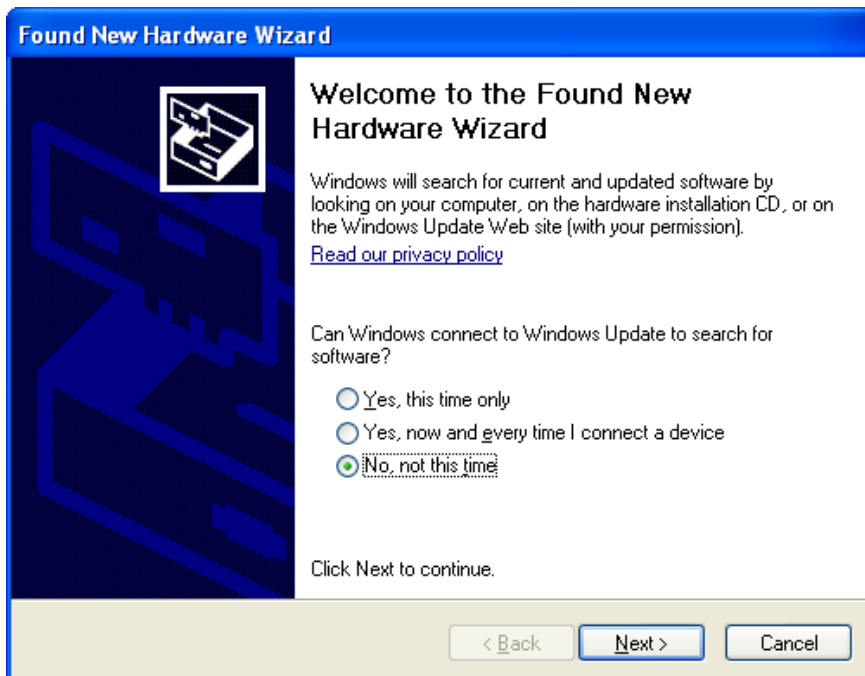 Found New Hardware Wizard
Welcome to the Found New
Hardware Wizard
Windows will search for current and updated software by
looking on your computer, on the hardware installation CD, or on
the Windows Update Web site (with your permission).
Read our privacy policy
Can Windows connect to Windows Update to search for
software?
Yes, this time only
Yes, now and every time I connect a device
No, not this time
Click Next to continue.
< Back Next > Cancel